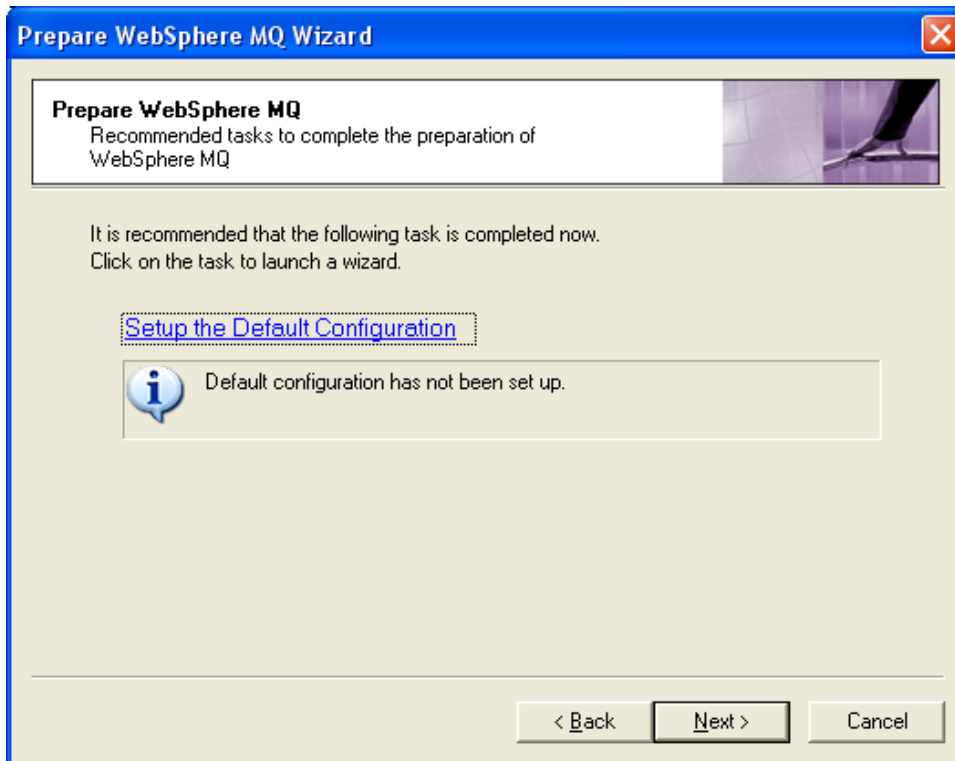 Prepare WebSphere MQ Wizard
Prepare WebSphere MQ
Recommended tasks to complete the preparation of
WebSphere MQ
It is recommended that the following task is completed now.
Click on the task to launch a wizard.
Setup the Default Configuration
Default configuration has not been set up.
< Back Next > Cancel